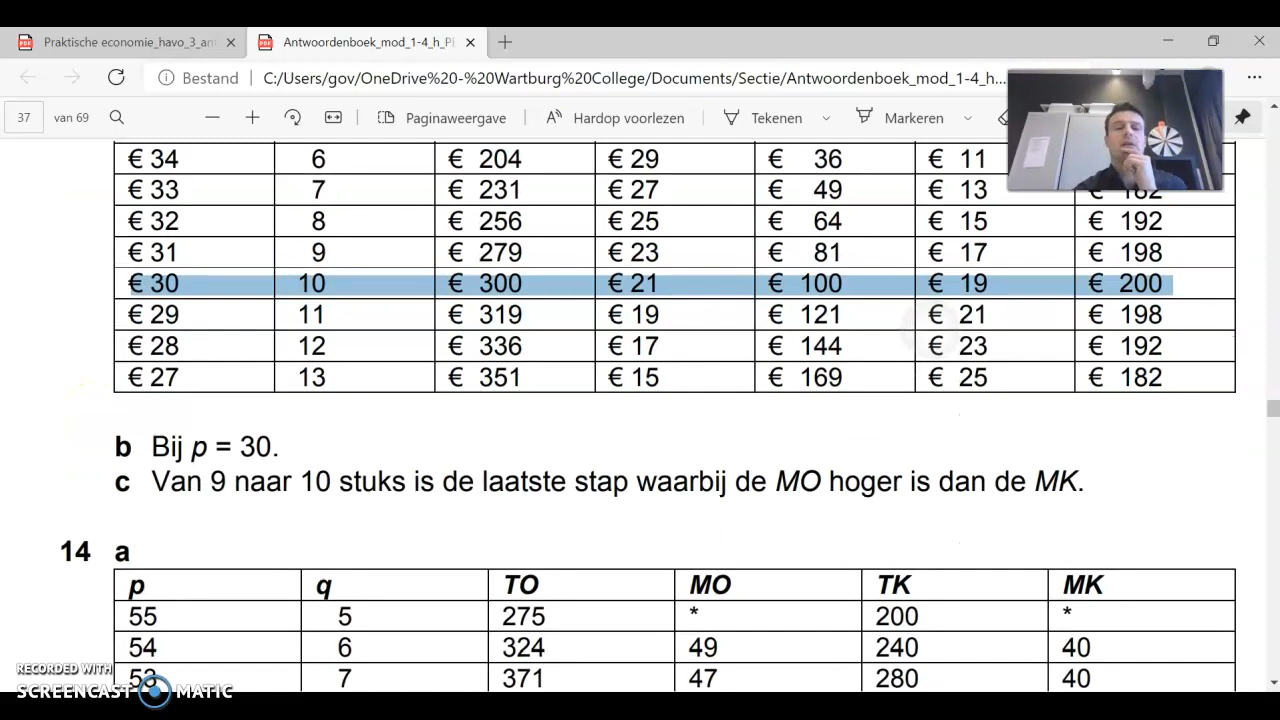 Praktische economie_havo_3_an
Antwoordenboek_mod_1-4_h_PE
Bestand
C:/Users/gov/OneDrive%20-%20Wartburg%20College/Documents/Sectie/Antwoordenboek_mod_1-4_h...
37 van 69
Paginaweergave
Hardop voorlezen
Tekenen
Markeren
€ 34 6 € 204 € 29 € 36 € 11
€ 33 7 € 231 € 27 € 49 € 13 182
€ 32 8 € 256 € 25 € 64 € 15 € 192
€ 31 9 € 279 € 23 € 81 € 17 € 198
€ 30 10 € 300 € 21 € 100 € 19 € 200
€ 29 11 € 319 € 19 € 121 € 21 € 198
€ 28 12 € 336 € 17 € 144 € 23 € 192
€ 27 13 € 351 € 15 € 169 € 25 € 182
b Bij p = 30.
c Van 9 naar 10 stuks is de laatste stap waarbij de MO hoger is dan de MK.
14 a
p q TO MO TK MK
55 5 275 * 200 *
54 6 324 49 240 40
53 7 371 47 280 40
RECORDED WITH
SCREENCAST MATIC